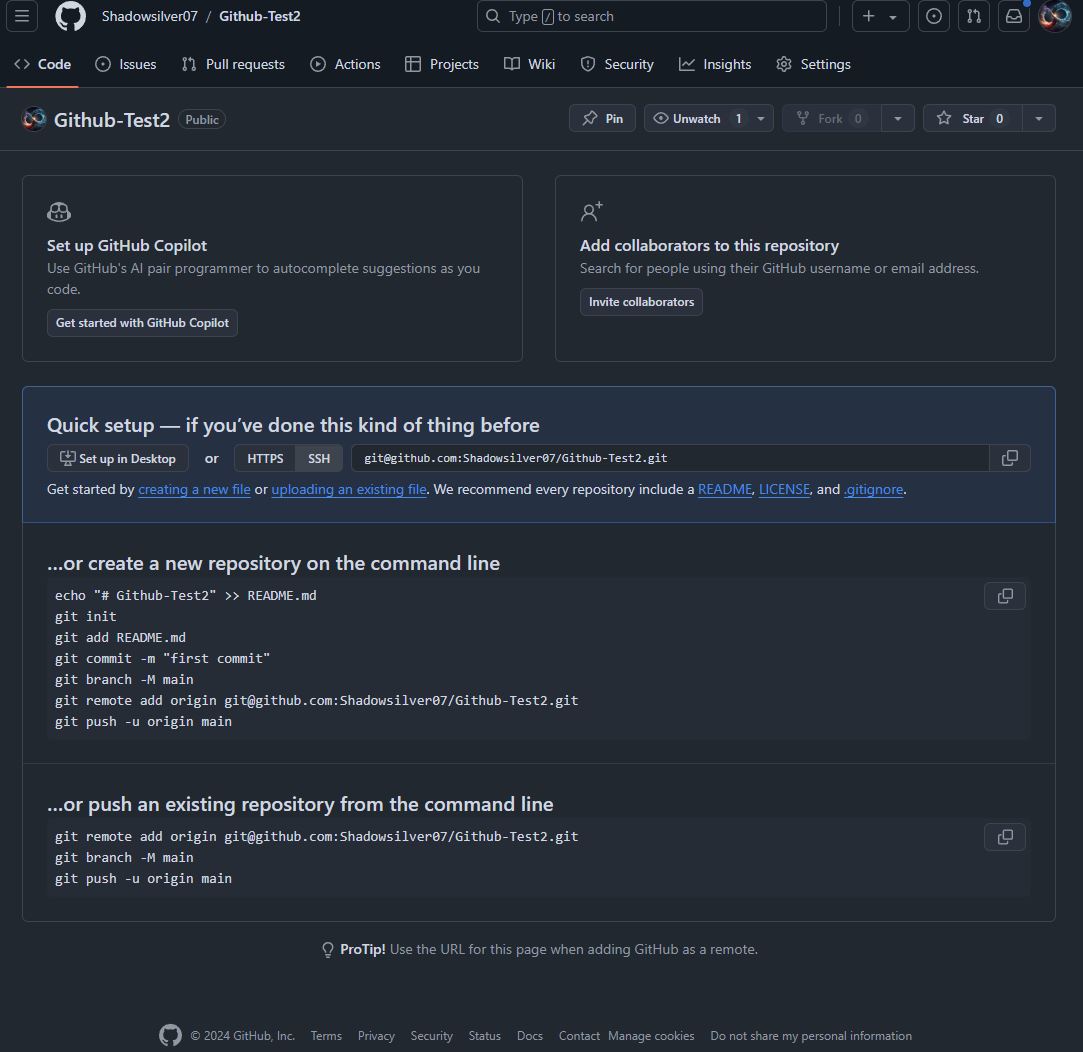 Shadowsilver07 / Github-Test2 Type / to search
Code Issues Pull requests Actions Projects Wiki Security Insights Settings
Github-Test2 Public Pin Unwatch 1 Fork 0 Star 0
Set up GitHub Copilot
Use GitHub's AI pair programmer to autocomplete suggestions as you
code.
Get started with GitHub Copilot
Add collaborators to this repository
Search for people using their GitHub username or email address.
Invite collaborators
Quick setup — if you’ve done this kind of thing before
Set up in Desktop or HTTPS SSH git@github.com:Shadowsilver07/Github-Test2.git
Get started by creating a new file or uploading an existing file. We recommend every repository include a README, LICENSE, and .gitignore.
…or create a new repository on the command line
echo "# Github-Test2" >> README.md
git init
git add README.md
git commit -m "first commit"
git branch -M main
git remote add origin git@github.com:Shadowsilver07/Github-Test2.git
git push -u origin main
…or push an existing repository from the command line
git remote add origin git@github.com:Shadowsilver07/Github-Test2.git
git branch -M main
git push -u origin main
ProTip! Use the URL for this page when adding GitHub as a remote.
© 2024 GitHub, Inc. Terms Privacy Security Status Docs Contact Manage cookies Do not share my personal information